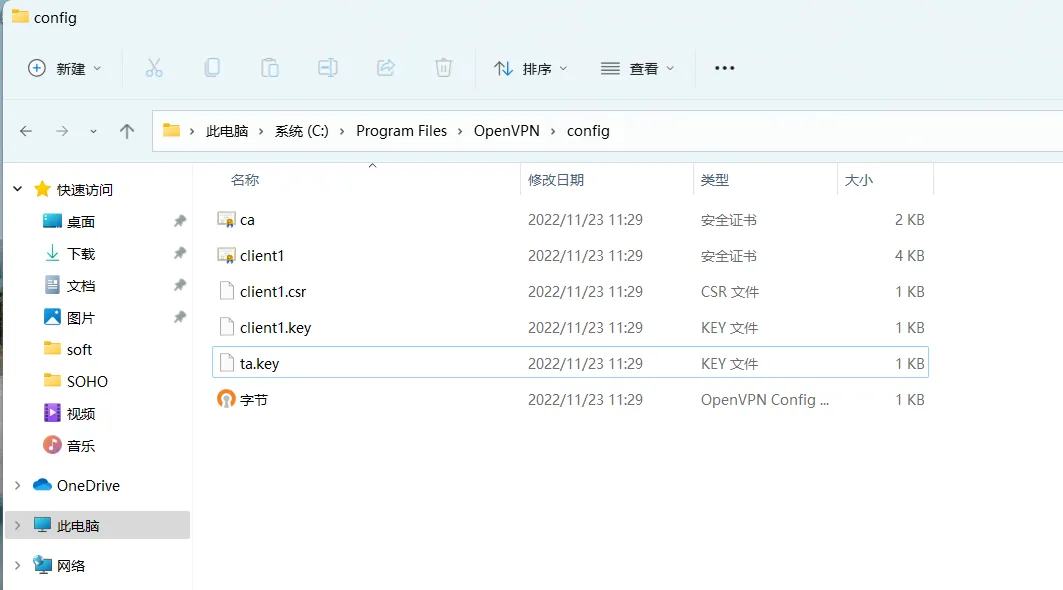 config
新建
排序
查看
此电脑 › 系统 (C:) › Program Files › OpenVPN › config
名称 修改日期 类型 大小
快速访问
桌面
下载
文档
图片
soft
SOHO
视频
音乐
OneDrive
此电脑
网络
ca 2022/11/23 11:29 安全证书 2 KB
client1 2022/11/23 11:29 安全证书 4 KB
client1.csr 2022/11/23 11:29 CSR 文件 1 KB
client1.key 2022/11/23 11:29 KEY 文件 1 KB
ta.key 2022/11/23 11:29 KEY 文件 1 KB
字节 2022/11/23 11:29 OpenVPN Config ... 1 KB